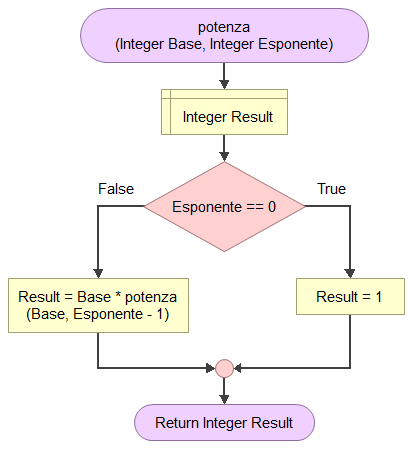 potenza
(Integer Base, Integer Esponente)
Integer Result
False
True
Esponente == 0
Result = Base * potenza
(Base, Esponente - 1)
Result = 1
Return Integer Result